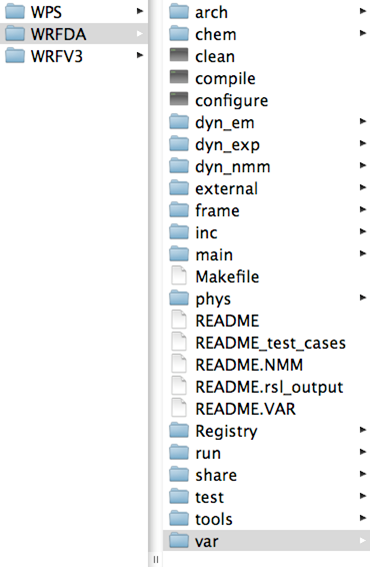 WPS
WRFDA
WRFV3
arch
chem
clean
compile
configure
dyn_em
dyn_exp
dyn_nmm
external
frame
inc
main
Makefile
phys
README
README_test_cases
README.NMM
README.rsl_output
README.VAR
Registry
run
share
test
tools
var